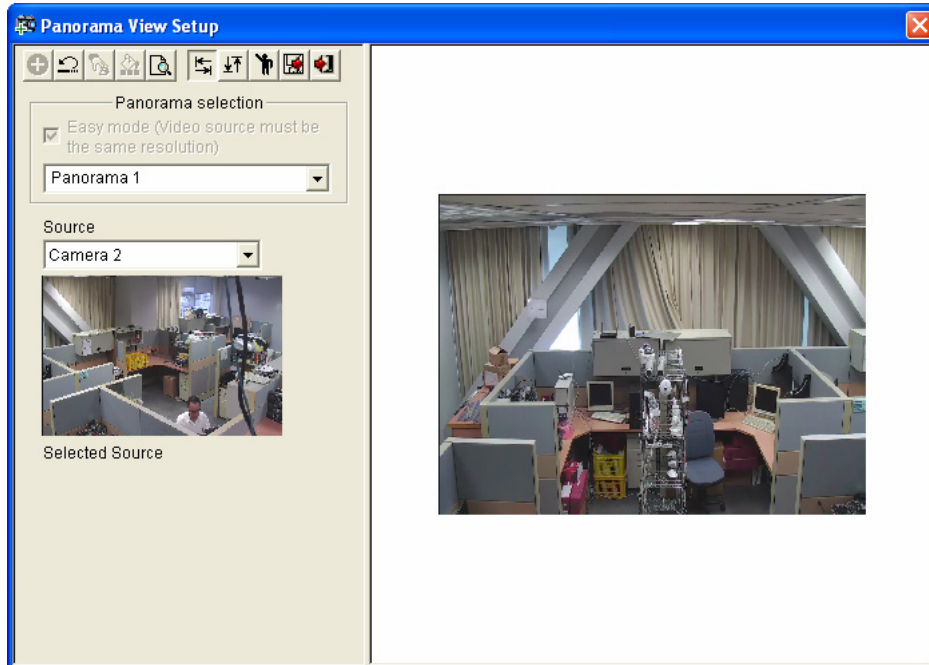 Panorama View Setup
Panorama selection
Easy mode (Video source must be
the same resolution)
Panorama 1
Source
Camera 2
Selected Source